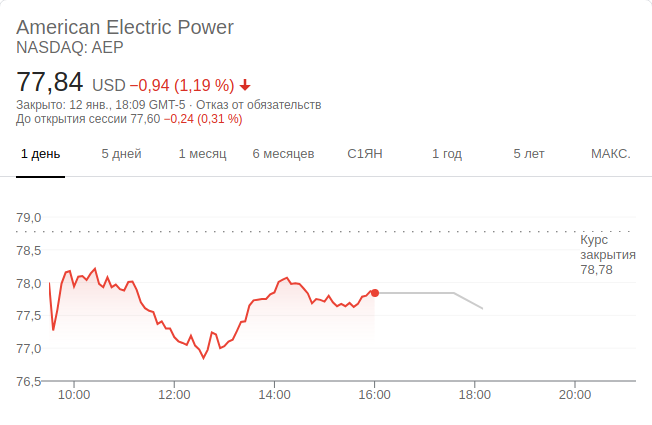 American Electric Power
NASDAQ: AEP
77,84 USD −0,94 (1,19 %)
Закрыто: 12 янв., 18:09 GMT-5 · Отказ от обязательств
До открытия сессии 77,60 −0,24 (0,31 %)
1 день 5 дней 1 месяц 6 месяцев С1ЯН 1 год 5 лет МАКС.
79,0
Курс
закрытия
78,78
78,5
78,0
77,5
77,0
76,5
10:00 12:00 14:00 16:00 18:00 20:00